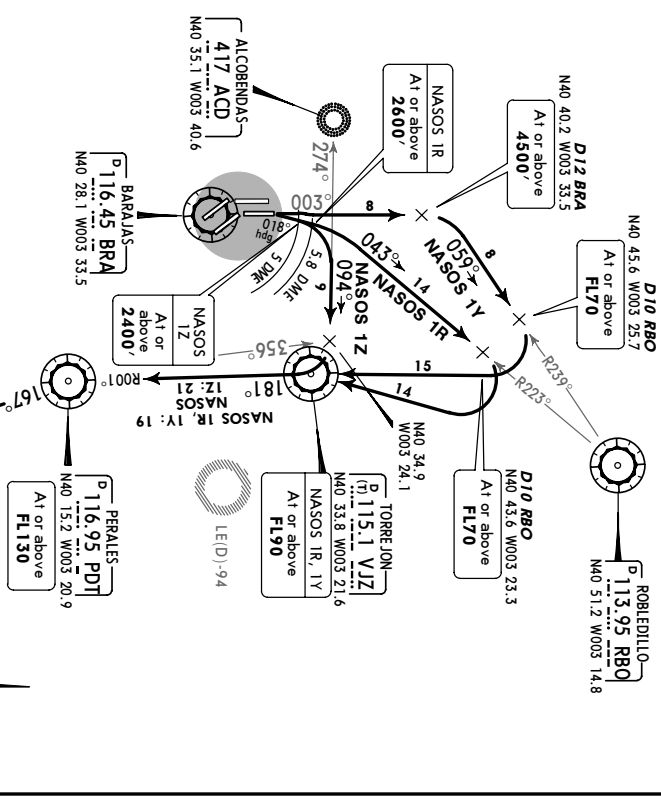 ALCOBENDAS
417 ACD
N40 35.1 W003 40.6
NASOS 1R
At or above
2600'
N40 40.2 W003 33.5
D12 BRA
At or above
4500'
N40 45.6 W003 25.7
D10 RBO
At or above
FL70
274°
003°
018°
hdg
8
8
059°
NASOS 1Y
043°
14
NASOS 1R
5.8 DME
5 DME
9
094°
NASOS 1Z
BARAJAS
D 116.45 BRA
N40 28.1 W003 33.5
NASOS
1Z
At or
above
2400'
356°
R239°
R223°
15
14
181°
R001°
NASOS 1R, 1Y: 19
NASOS
1Z: 21
167°
N40 34.9
W003 24.1
D10 RBO
N40 43.6 W003 23.3
At or above
FL70
ROBLEDILLO
D 113.95 RBO
N40 51.2 W003 14.8
TORREJON
D
(T) 115.1 VJZ
N40 33.8 W003 21.6
NASOS 1R, 1Y
At or above
FL90
LE(D)-94
PERALES
D 116.95 PDT
N40 15.2 W003 20.9
At or above
FL130